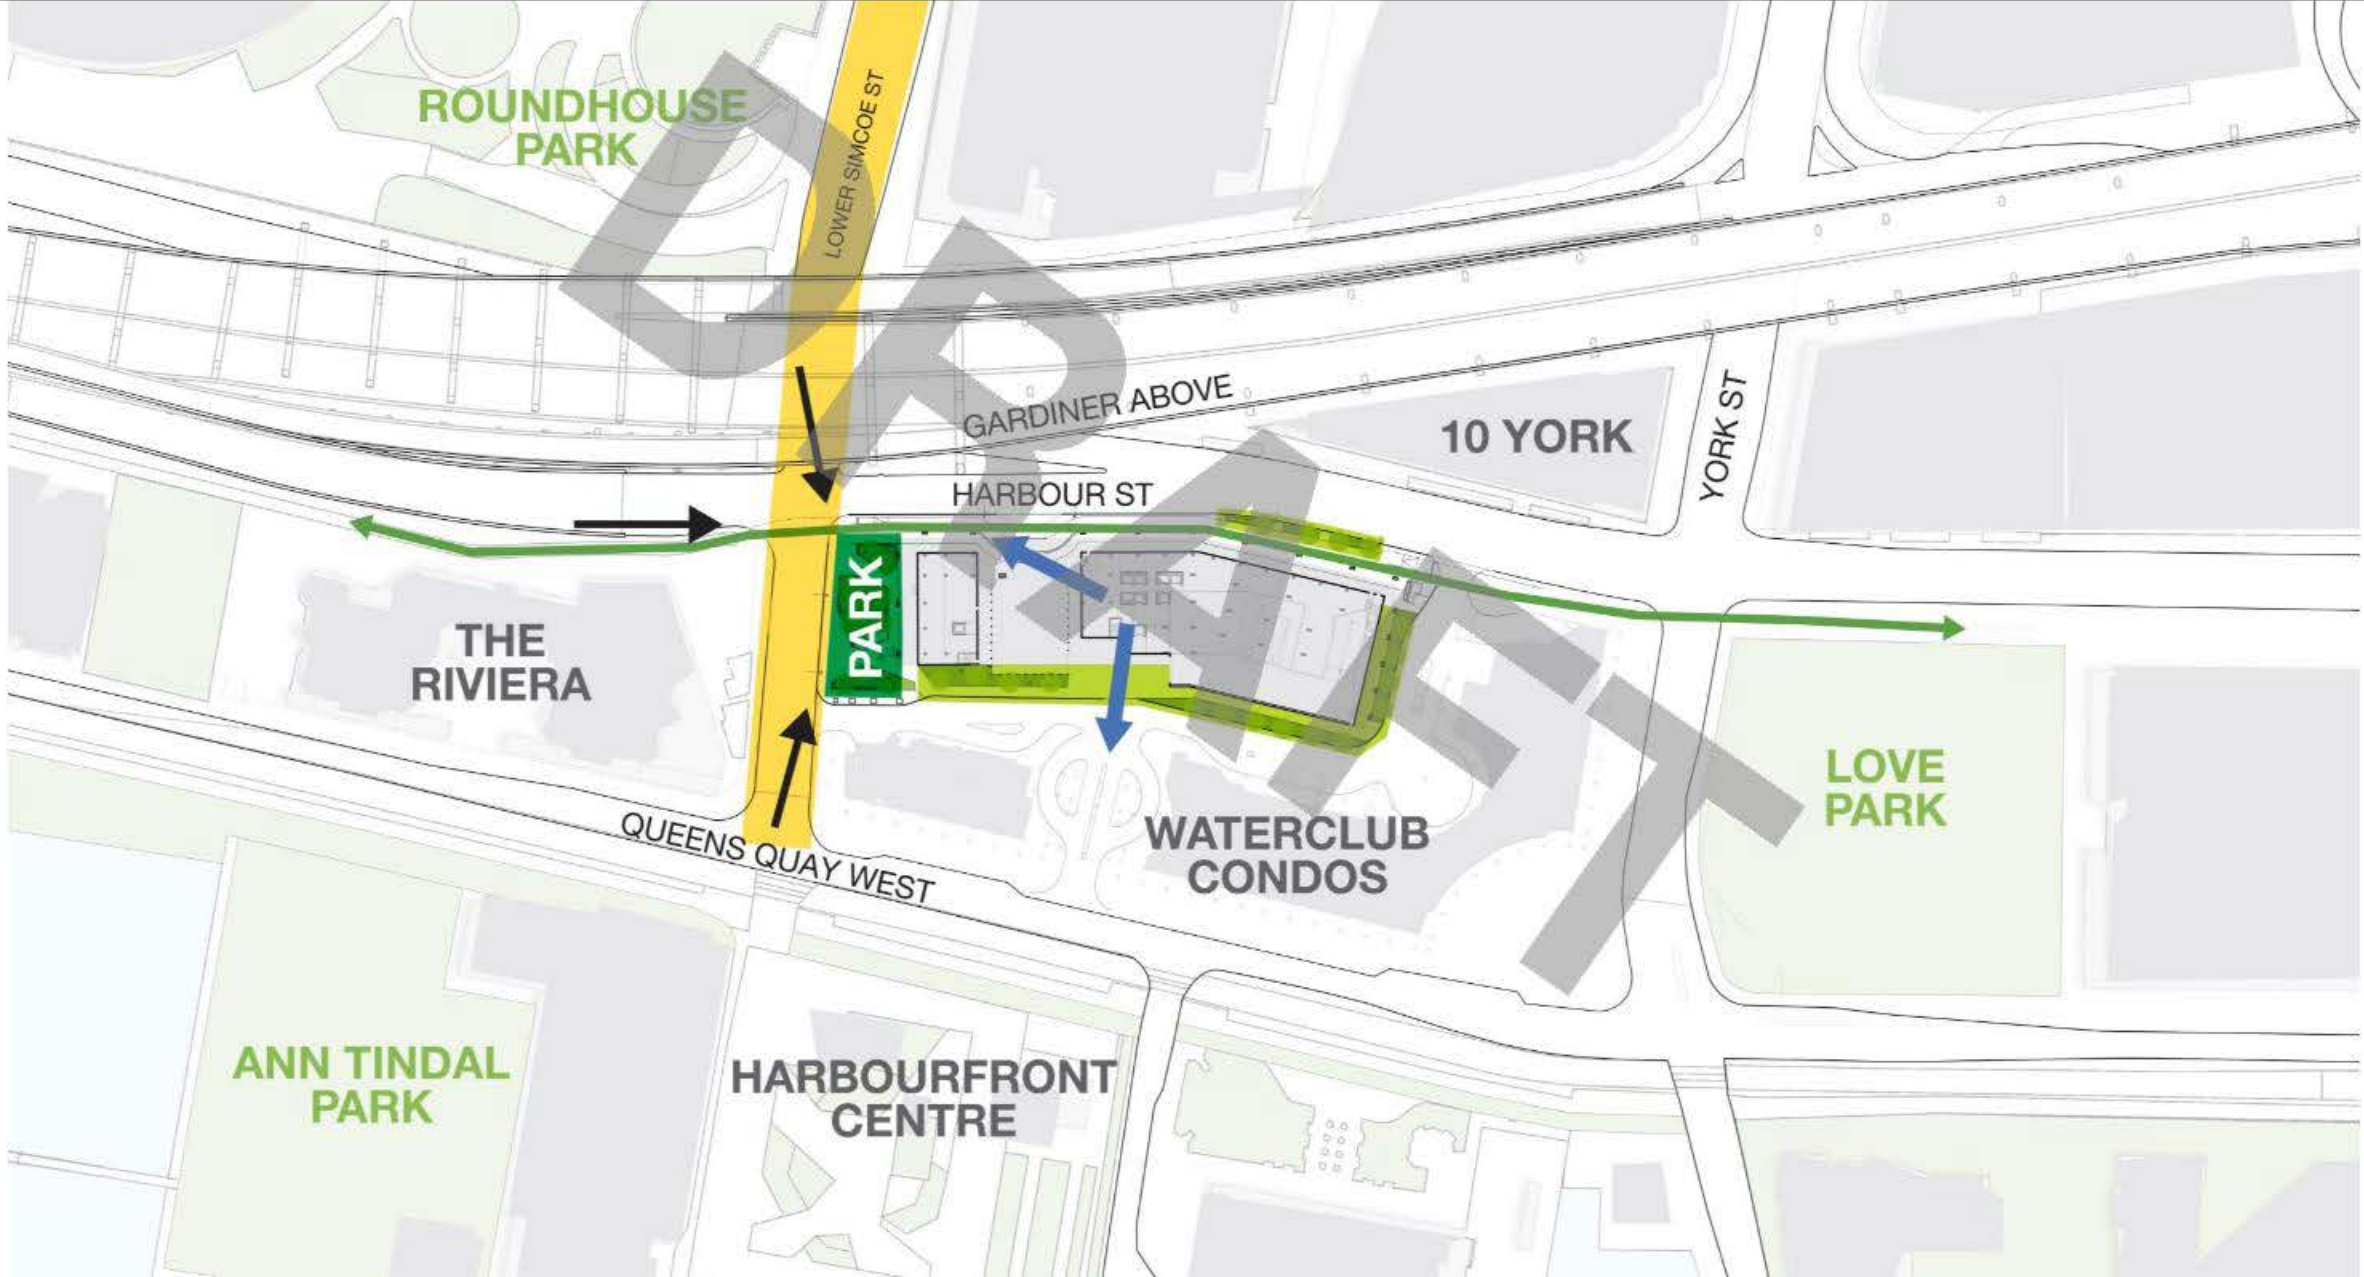 ROUNDHOUSE
PARK
LOWER SIMCOE ST
GARDINER ABOVE
10 YORK
YORK ST
HARBOUR ST
PARK
THE
RIVIERA
LOVE
PARK
QUEENS QUAY WEST
WATERCLUB
CONDOS
ANN TINDAL
PARK
HARBOURFRONT
CENTRE
DRAFT